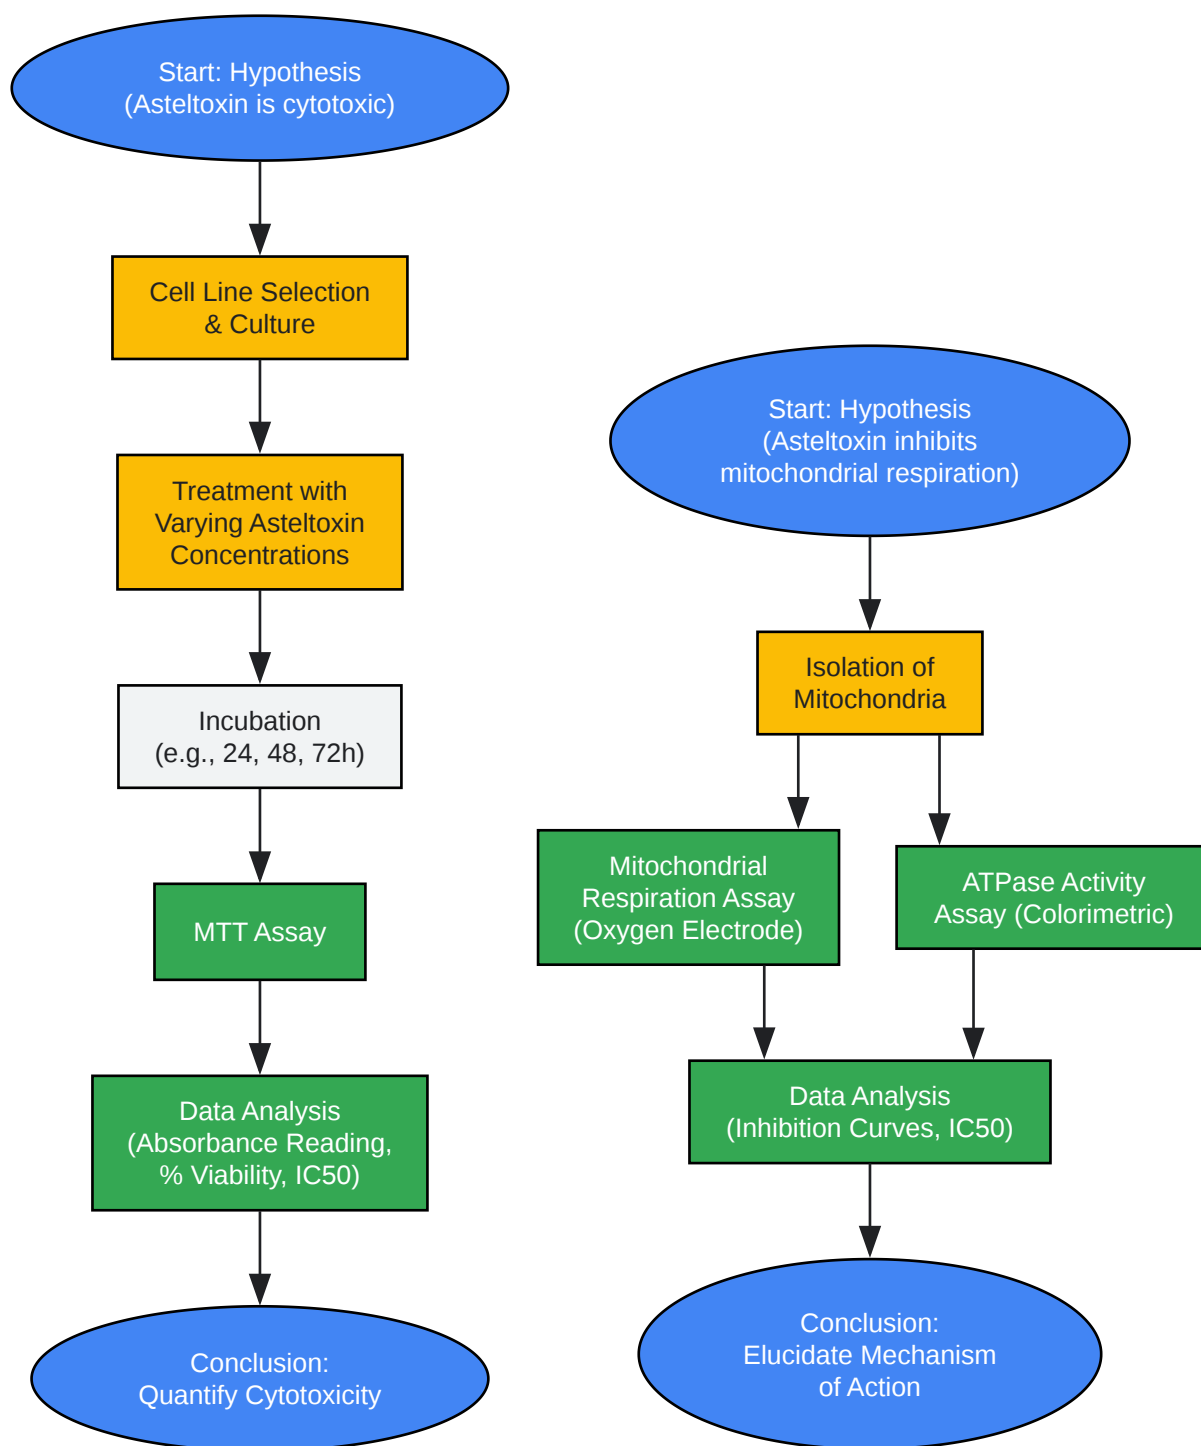 Start: Hypothesis
(Asteltoxin is cytotoxic)
Cell Line Selection
& Culture
Treatment with
Varying Asteltoxin
Concentrations
Incubation
(e.g., 24, 48, 72h)
MTT Assay
Data Analysis
(Absorbance Reading,
% Viability, IC50)
Conclusion:
Quantify Cytotoxicity
Start: Hypothesis
(Asteltoxin inhibits
mitochondrial respiration)
Isolation of
Mitochondria
Mitochondrial
Respiration Assay
(Oxygen Electrode)
ATPase Activity
Assay (Colorimetric)
Data Analysis
(Inhibition Curves, IC50)
Conclusion:
Elucidate Mechanism
of Action